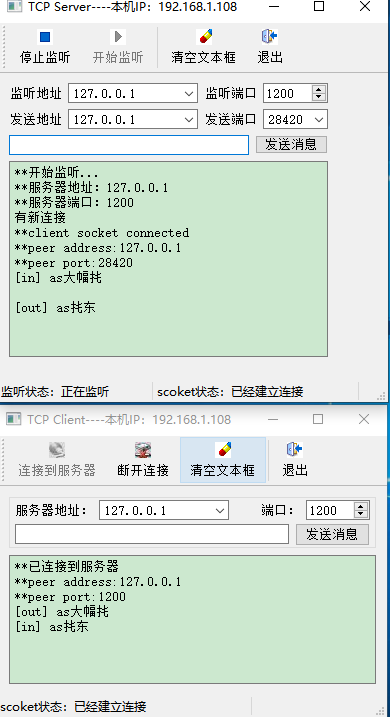 TCP Server----本机IP：192.168.1.108
停止监听 开始监听 清空文本框 退出
监听地址 127.0.0.1 监听端口 1200
发送地址 127.0.0.1 发送端口 28420
发送消息
**开始监听...
**服务器地址：127.0.0.1
**服务器端口：1200
有新连接
**client socket connected
**peer address:127.0.0.1
**peer port:28420
[in] as大幅扥
[out] as扥东
监听状态：正在监听 scoket状态：已经建立连接
TCP Client----本机IP：192.168.1.108
连接到服务器 断开连接 清空文本框 退出
服务器地址： 127.0.0.1 端口： 1200
发送消息
**已连接到服务器
**peer address:127.0.0.1
**peer port:1200
[out] as大幅扥
[in] as扥东
scoket状态：已经建立连接